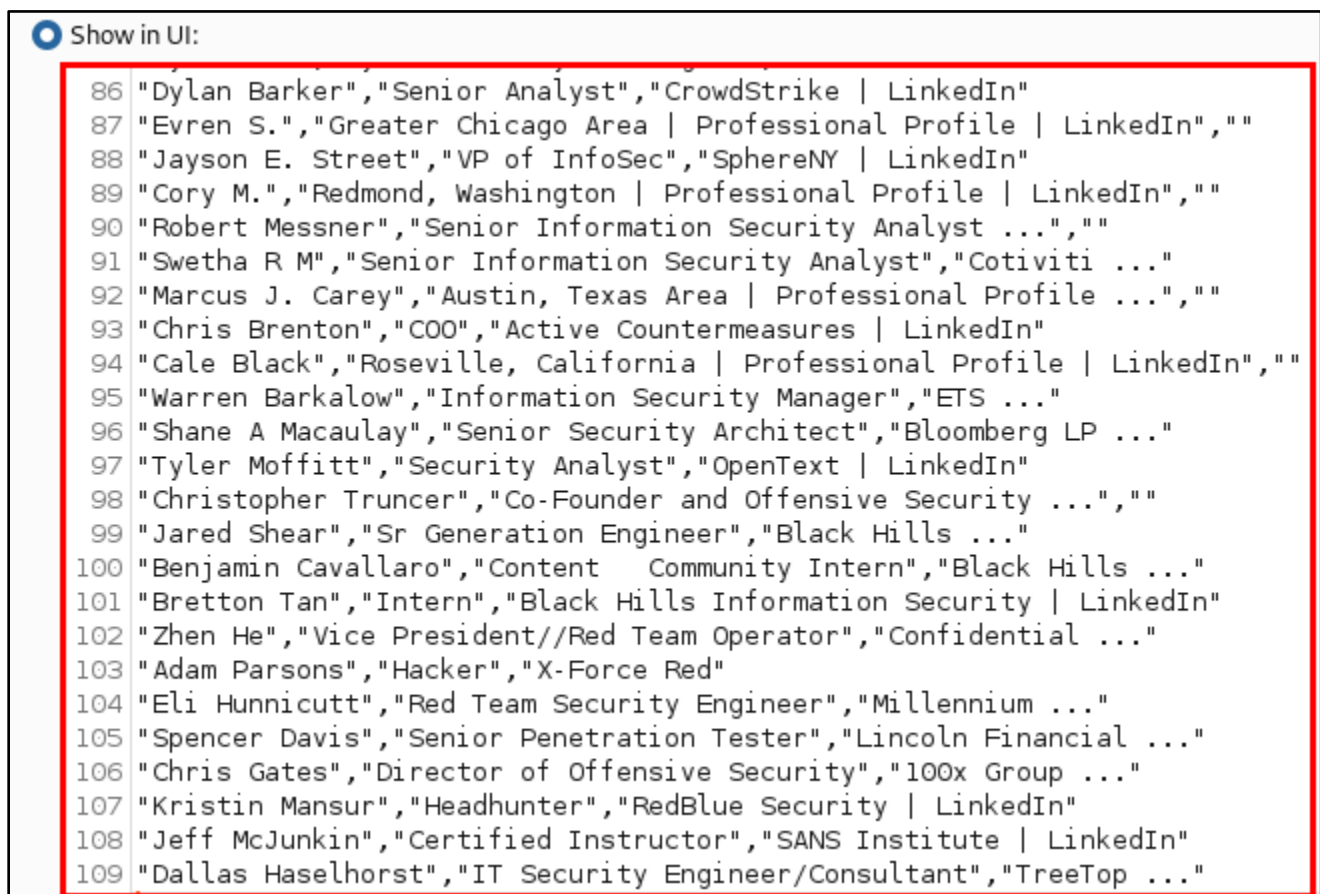 Show in UI:
86 "Dylan Barker","Senior Analyst","CrowdStrike | LinkedIn"
87 "Evren S.","Greater Chicago Area | Professional Profile | LinkedIn",""
88 "Jayson E. Street","VP of InfoSec","SphereNY | LinkedIn"
89 "Cory M.","Redmond, Washington | Professional Profile | LinkedIn",""
90 "Robert Messner","Senior Information Security Analyst ...",""
91 "Swetha R M","Senior Information Security Analyst","Cotiviti ..."
92 "Marcus J. Carey","Austin, Texas Area | Professional Profile ...",""
93 "Chris Brenton","COO","Active Countermeasures | LinkedIn"
94 "Cale Black","Roseville, California | Professional Profile | LinkedIn",""
95 "Warren Barkalow","Information Security Manager","ETS ..."
96 "Shane A Macaulay","Senior Security Architect","Bloomberg LP ..."
97 "Tyler Moffitt","Security Analyst","OpenText | LinkedIn"
98 "Christopher Truncer","Co-Founder and Offensive Security ...",""
99 "Jared Shear","Sr Generation Engineer","Black Hills ..."
100 "Benjamin Cavallaro","Content   Community Intern","Black Hills ..."
101 "Bretton Tan","Intern","Black Hills Information Security | LinkedIn"
102 "Zhen He","Vice President//Red Team Operator","Confidential ..."
103 "Adam Parsons","Hacker","X-Force Red"
104 "Eli Hunnicutt","Red Team Security Engineer","Millennium ..."
105 "Spencer Davis","Senior Penetration Tester","Lincoln Financial ..."
106 "Chris Gates","Director of Offensive Security","100x Group ..."
107 "Kristin Mansur","Headhunter","RedBlue Security | LinkedIn"
108 "Jeff McJunkin","Certified Instructor","SANS Institute | LinkedIn"
109 "Dallas Haselhorst","IT Security Engineer/Consultant","TreeTop ..."